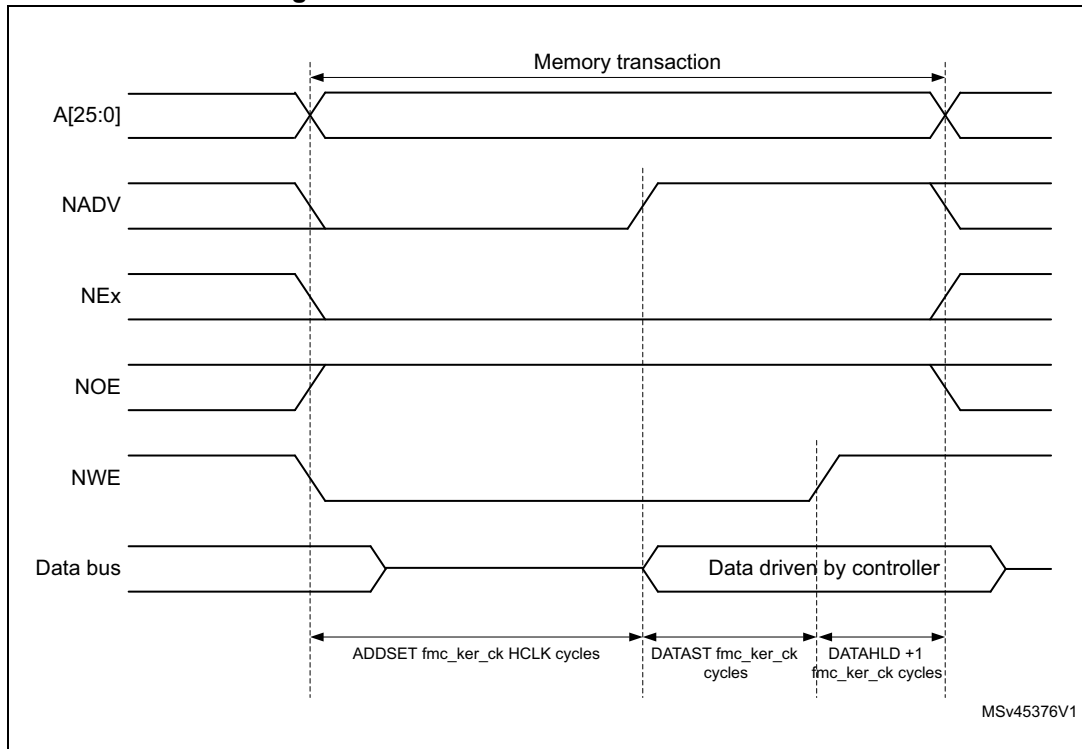 g
Memory transaction
A[25:0]
NADV
NEx
NOE
NWE
Data bus
Data driven by controller
ADDSET fmc_ker_ck HCLK cycles
DATAST fmc_ker_ck
cycles
DATAHLD +1
fmc_ker_ck cycles
MSv45376V1